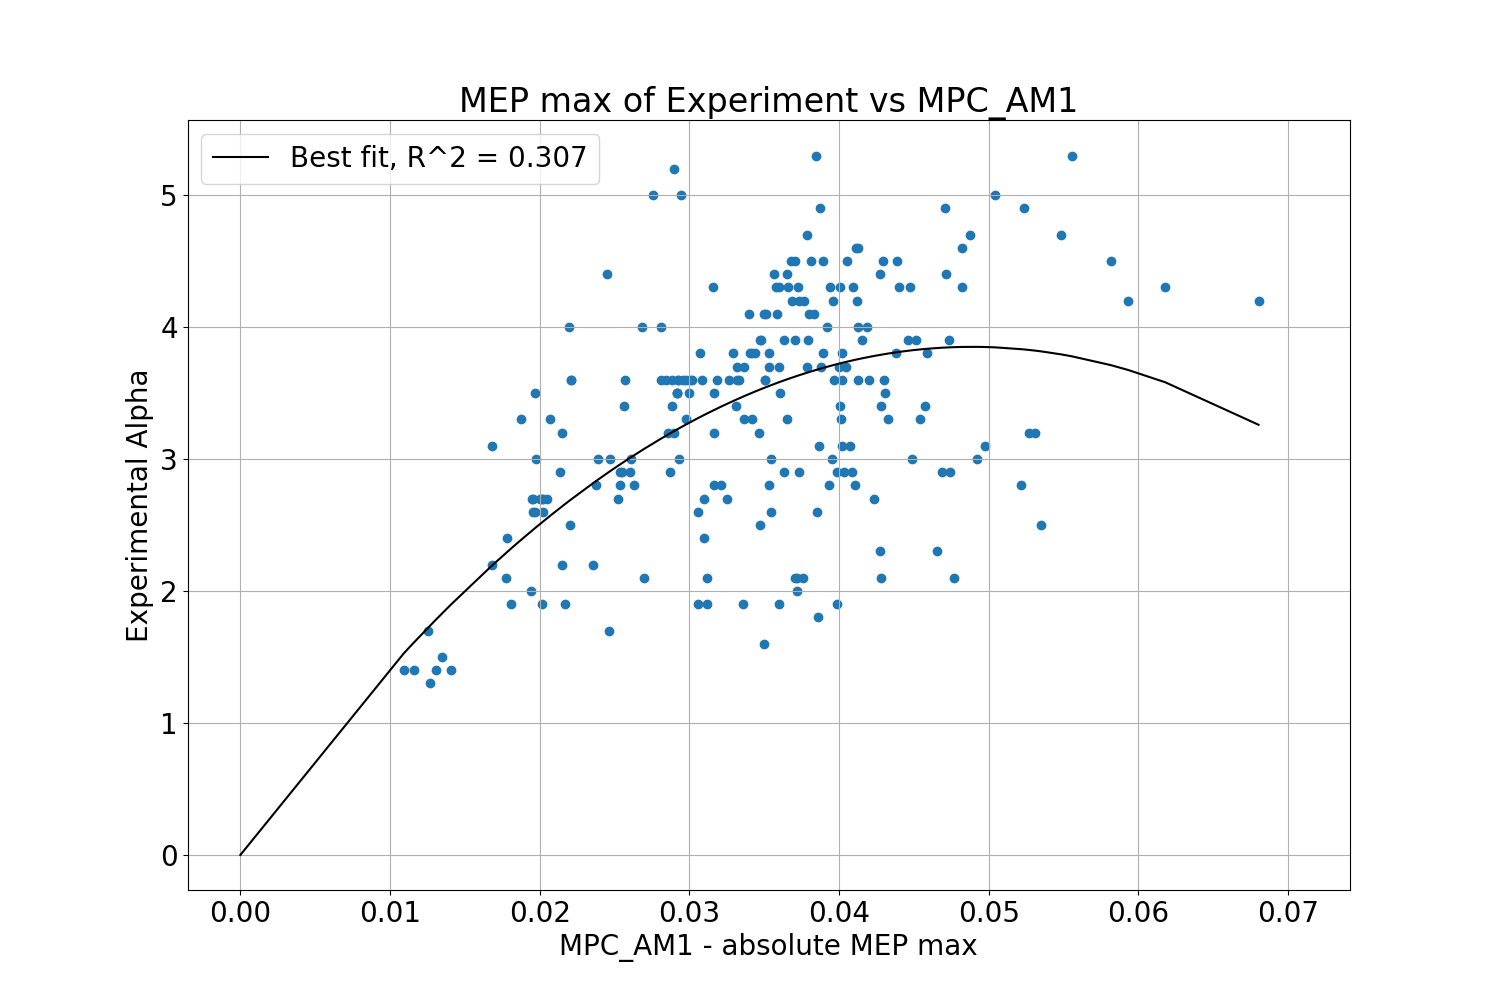 MEP max of Experiment vs MPC_AM1
Best fit, R^2 = 0.307
Experimental Alpha
5
4
3
2
1
0
0.00 0.01 0.02 0.03 0.04 0.05 0.06 0.07
MPC_AM1 - absolute MEP max